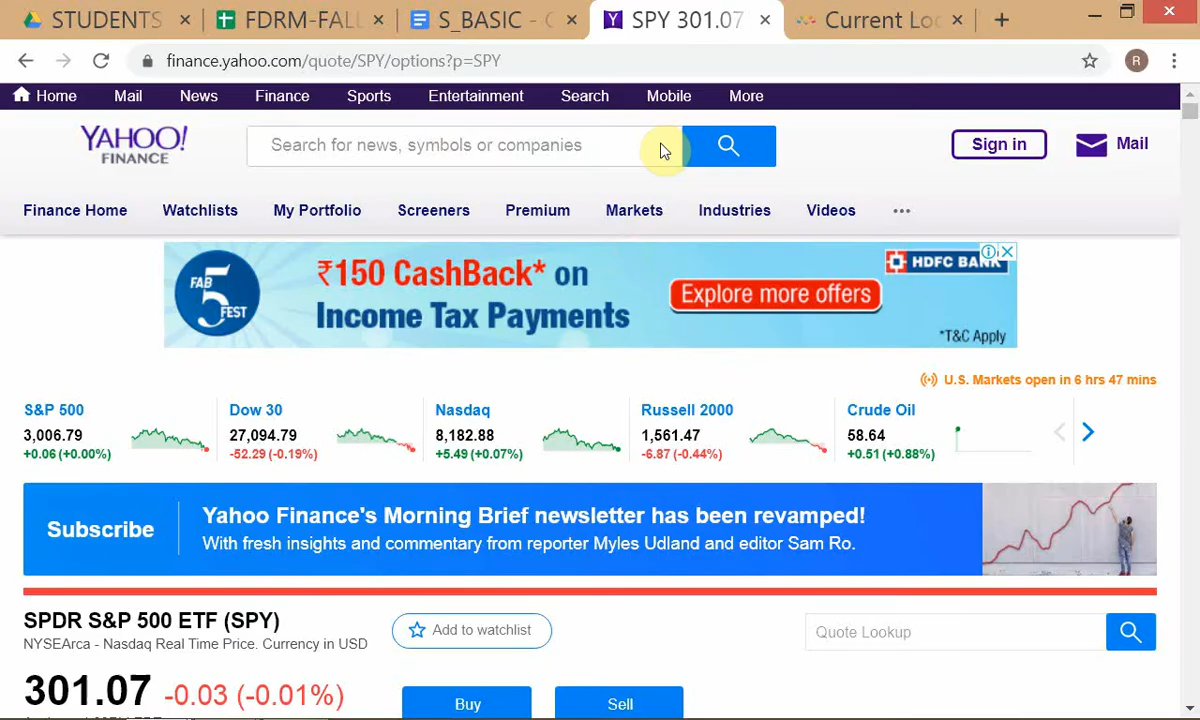 STUDENTS
FDRM-FAL
S_BASIC -
SPY 301.07
Current Lo
finance.yahoo.com/quote/SPY/options?p=SPY
R
Home Mail News Finance Sports Entertainment Search Mobile More
YAHOO!
FINANCE
Search for news, symbols or companies
Sign in
Mail
Finance Home Watchlists My Portfolio Screeners Premium Markets Industries Videos
FAB
5
FEST
₹150 CashBack* on
Income Tax Payments
Explore more offers
HDFC BANK
*T&C Apply
U.S. Markets open in 6 hrs 47 mins
S&P 500
3,006.79
+0.06 (+0.00%)
Dow 30
27,094.79
-52.29 (-0.19%)
Nasdaq
8,182.88
+5.49 (+0.07%)
Russell 2000
1,561.47
-6.87 (-0.44%)
Crude Oil
58.64
+0.51 (+0.88%)
Subscribe
Yahoo Finance's Morning Brief newsletter has been revamped!
With fresh insights and commentary from reporter Myles Udland and editor Sam Ro.
SPDR S&P 500 ETF (SPY)
NYSEArca - Nasdaq Real Time Price. Currency in USD
Add to watchlist
Quote Lookup
301.07 -0.03 (-0.01%)
Buy
Sell